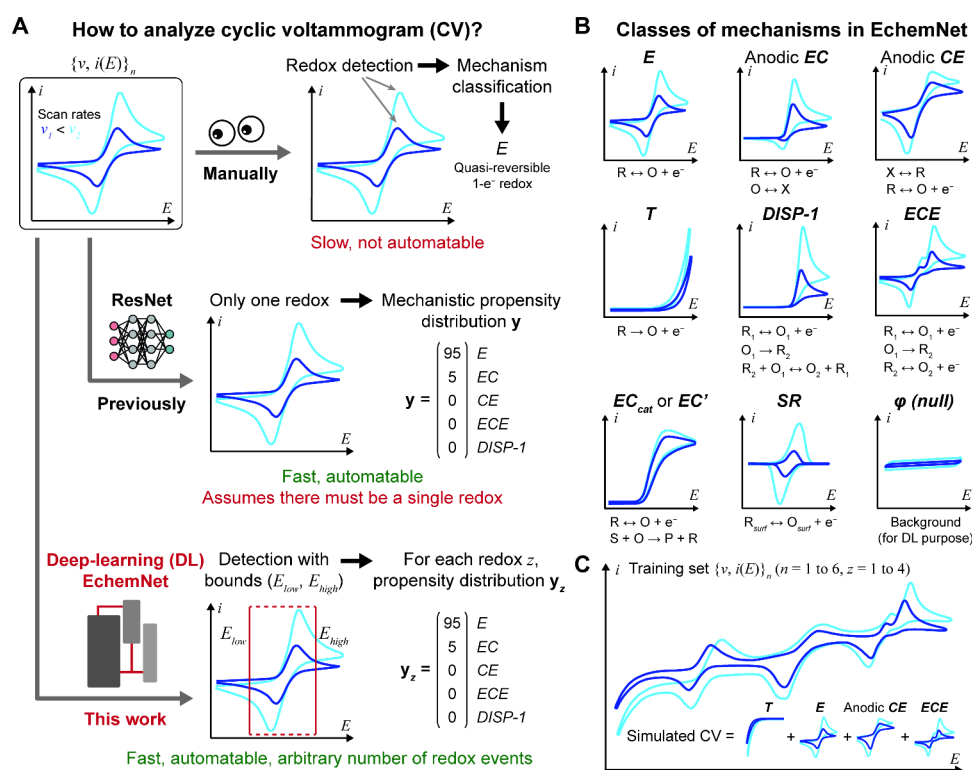 A
How to analyze cyclic voltammogram (CV)?
{v, i(E)}n
i
Scan rates
v1 < v2
E
Manually
Redox detection
Mechanism
classification
i
E
E
Quasi-reversible
1-e⁻ redox
Slow, not automatable
ResNet
Previously
Only one redox
Mechanistic propensity
distribution y
i
E
y =
95 E
5 EC
0 CE
0 ECE
0 DISP-1
Fast, automatable
Assumes there must be a single redox
Deep-learning (DL)
EchemNet
This work
Detection with
bounds (Elow, Ehigh)
For each redox z,
propensity distribution yz
i
Elow
Ehigh
E
yz =
95 E
5 EC
0 CE
0 ECE
0 DISP-1
Fast, automatable, arbitrary number of redox events
B
Classes of mechanisms in EchemNet
E
i
E
R ↔ O + e⁻
Anodic EC
i
E
R ↔ O + e⁻
O ↔ X
Anodic CE
i
E
X ↔ R
R ↔ O + e⁻
T
i
E
R → O + e⁻
DISP-1
i
E
R1 ↔ O1 + e⁻
O1 → R2
R2 + O1 ↔ O2 + R1
ECE
i
E
R1 ↔ O1 + e⁻
O1 → R2
R2 ↔ O2 + e⁻
ECcat or EC'
i
E
R ↔ O + e⁻
S + O → P + R
SR
i
E
Rsurf ↔ Osurf + e⁻
φ (null)
i
E
Background
(for DL purpose)
C
i
Training set {v, i(E)}n (n = 1 to 6, z = 1 to 4)
T
E
Anodic CE
ECE
Simulated CV =
+
+
+
E